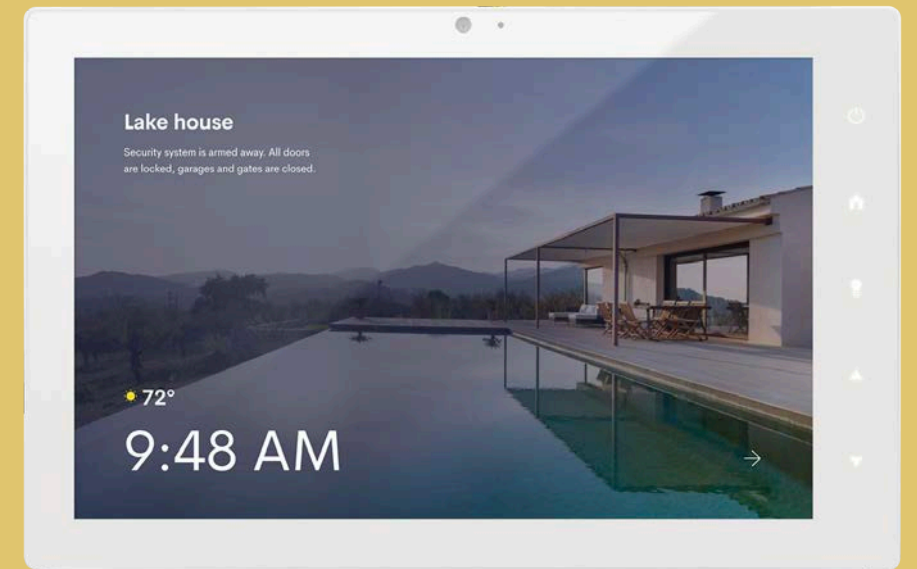 Lake house
Security system is armed away. All doors
are locked, garages and gates are closed.
72°
9:48 AM